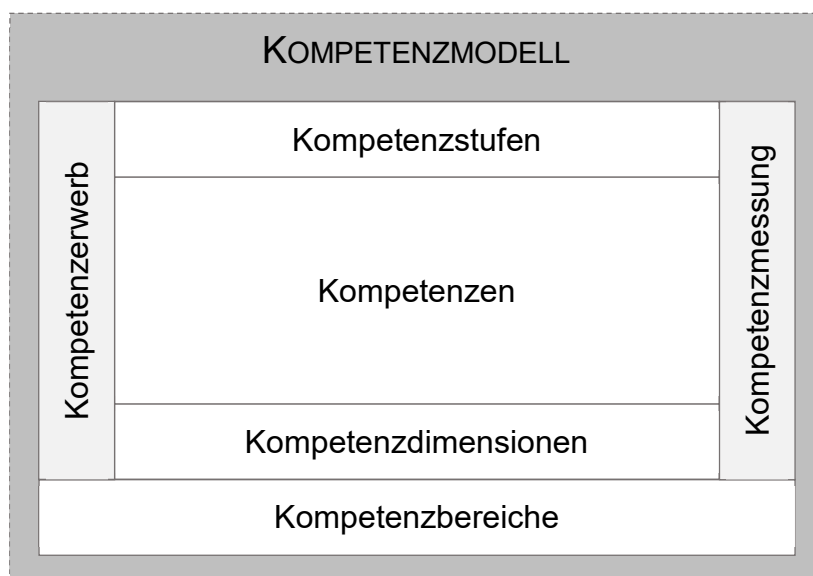 KOMPETENZMODELL
Kompetenzerwerb
Kompetenzstufen
Kompetenzen
Kompetenzdimensionen
Kompetenzmessung
Kompetenzbereiche